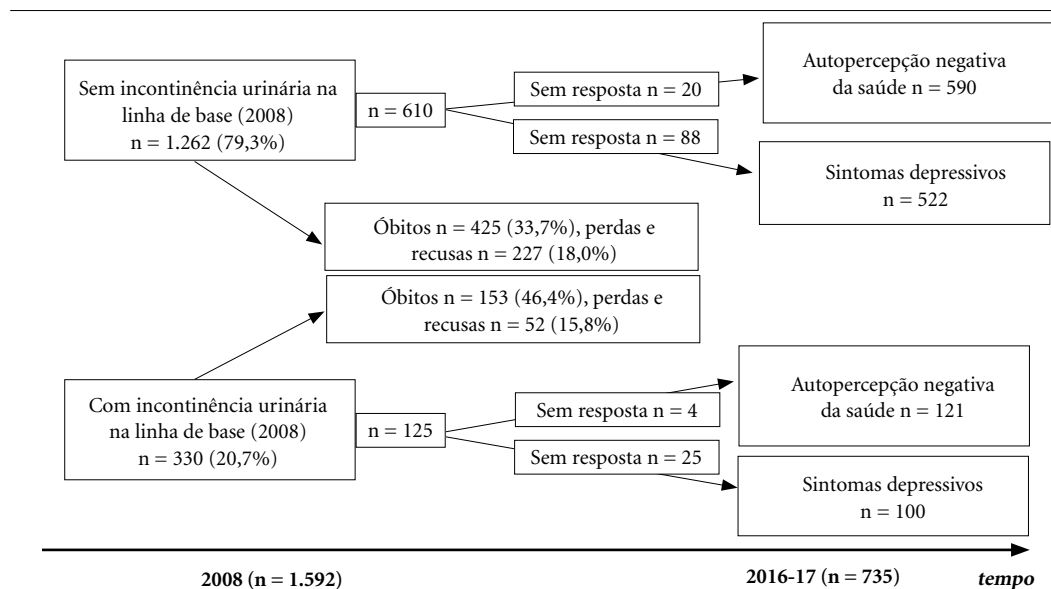 Sem incontinência urinária na
linha de base (2008)
n = 1.262 (79,3%)
n = 610
Sem resposta n = 20
Sem resposta n = 88
Autopercepção negativa
da saúde n = 590
Sintomas depressivos
n = 522
Óbitos n = 425 (33,7%), perdas e
recusas n = 227 (18,0%)
Óbitos n = 153 (46,4%), perdas e
recusas n = 52 (15,8%)
Com incontinência urinária
na linha de base (2008)
n = 330 (20,7%)
n = 125
Sem resposta n = 4
Sem resposta n = 25
Autopercepção negativa
da saúde n = 121
Sintomas depressivos
n = 100
2008 (n = 1.592)
2016-17 (n = 735)
tempo